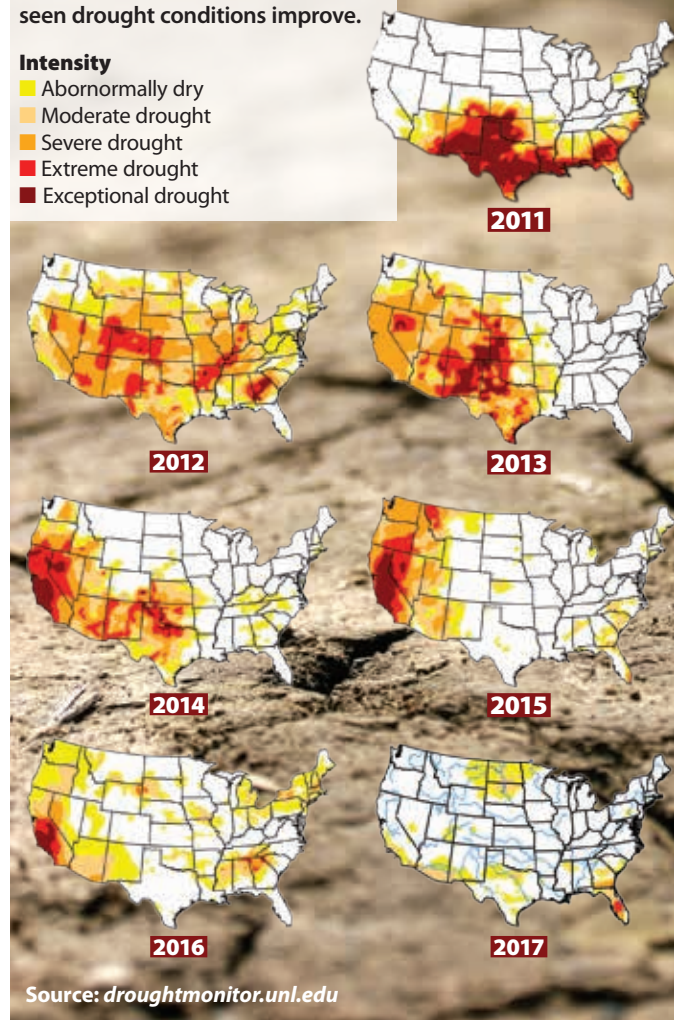 seen drought conditions improve.
Intensity
Abornormally dry
Moderate drought
Severe drought
Extreme drought
Exceptional drought
2011
2012
2013
2014
2015
2016
2017
Source: droughtmonitor.unl.edu